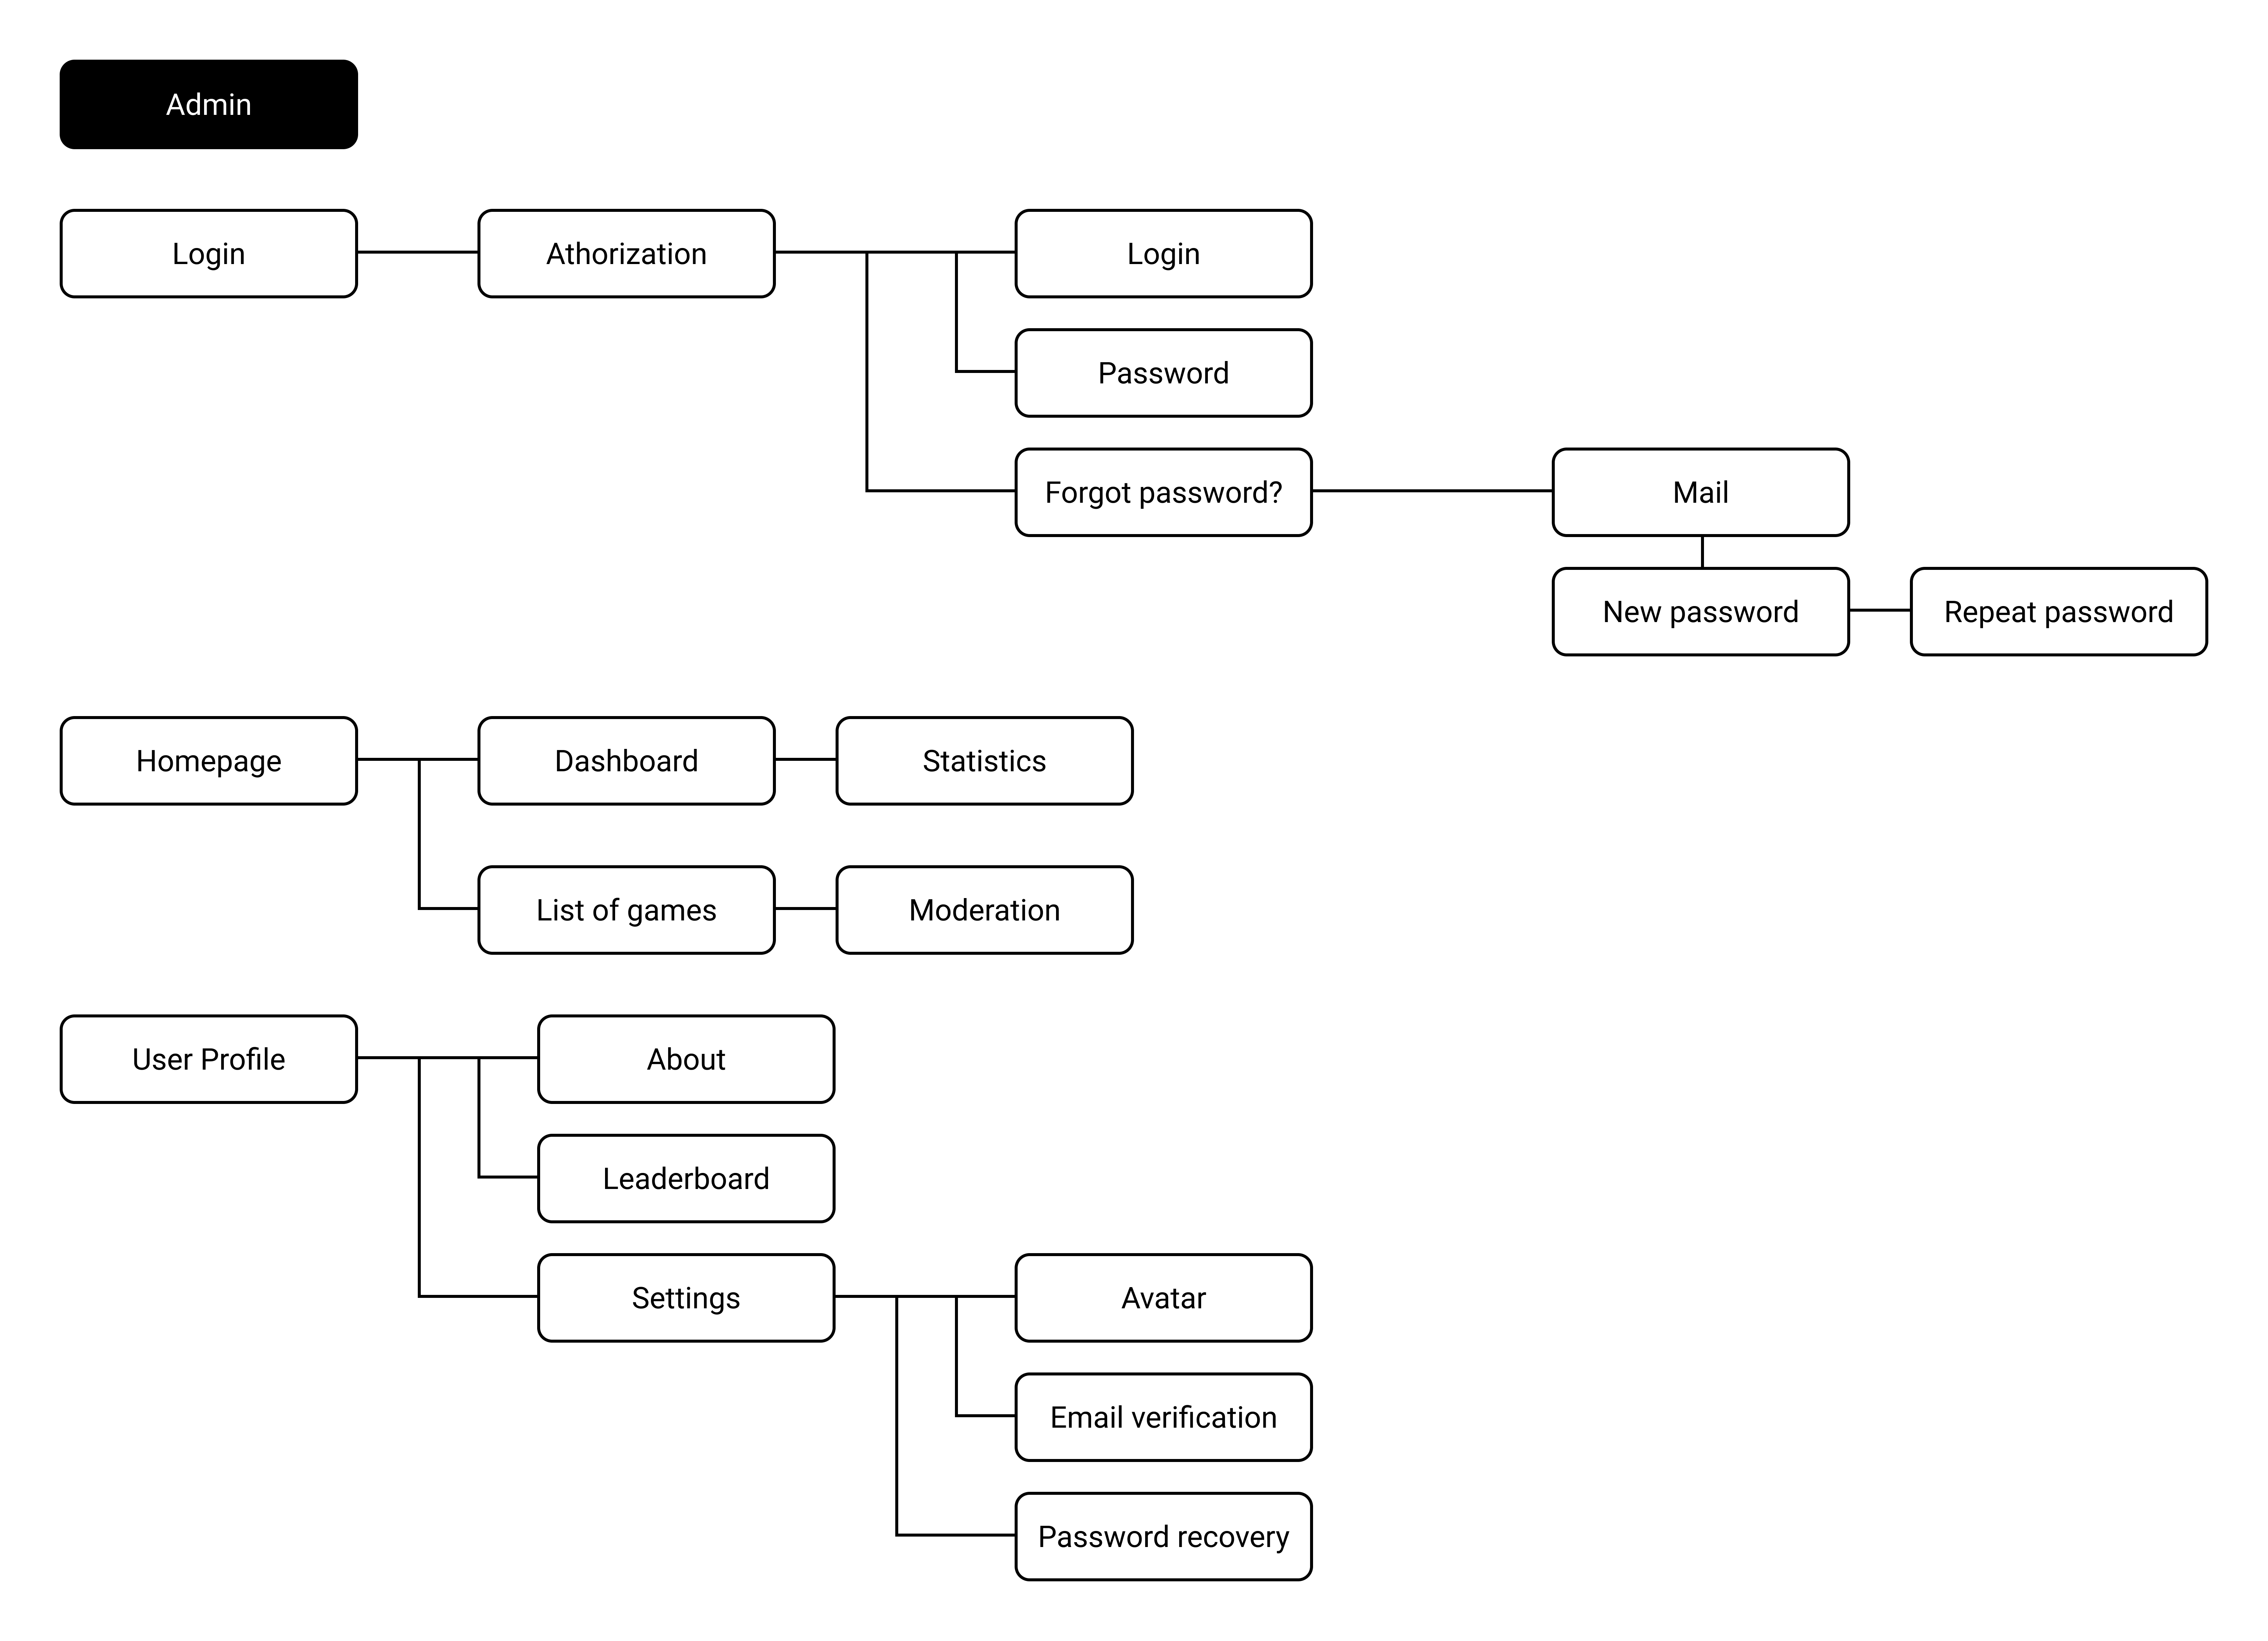 Admin
Login
Athorization
Login
Password
Forgot password?
Mail
New password
Repeat password
Homepage
Dashboard
Statistics
List of games
Moderation
User Profile
About
Leaderboard
Settings
Avatar
Email verification
Password recovery